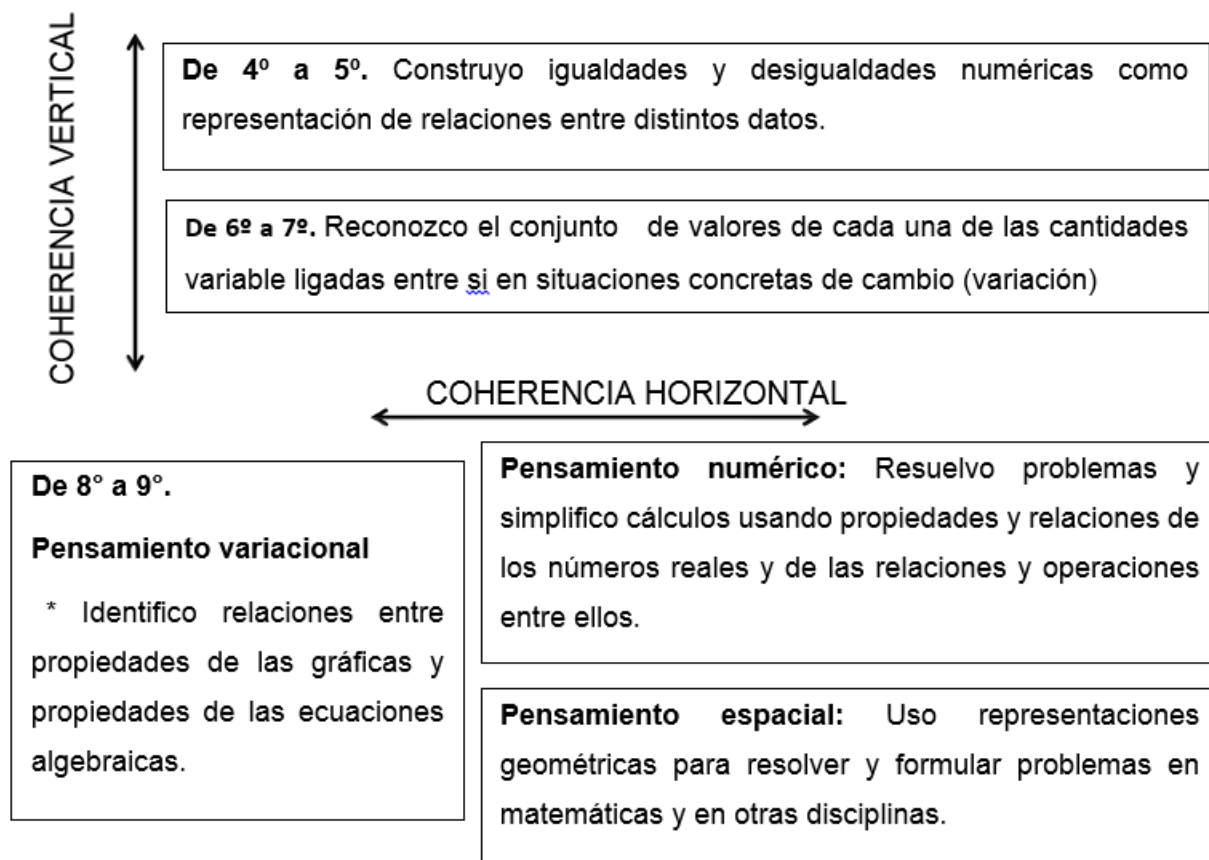 COHERENCIA VERTICAL
De 4º a 5º. Construyo igualdades y desigualdades numéricas como
representación de relaciones entre distintos datos.
De 6º a 7º. Reconozco el conjunto de valores de cada una de las cantidades
variable ligadas entre si en situaciones concretas de cambio (variación)
COHERENCIA HORIZONTAL
De 8° a 9°.
Pensamiento variacional
* Identifico relaciones entre
propiedades de las gráficas y
propiedades de las ecuaciones
algebraicas.
Pensamiento numérico: Resuelvo problemas y
simplifico cálculos usando propiedades y relaciones de
los números reales y de las relaciones y operaciones
entre ellos.
Pensamiento espacial: Uso representaciones
geométricas para resolver y formular problemas en
matemáticas y en otras disciplinas.